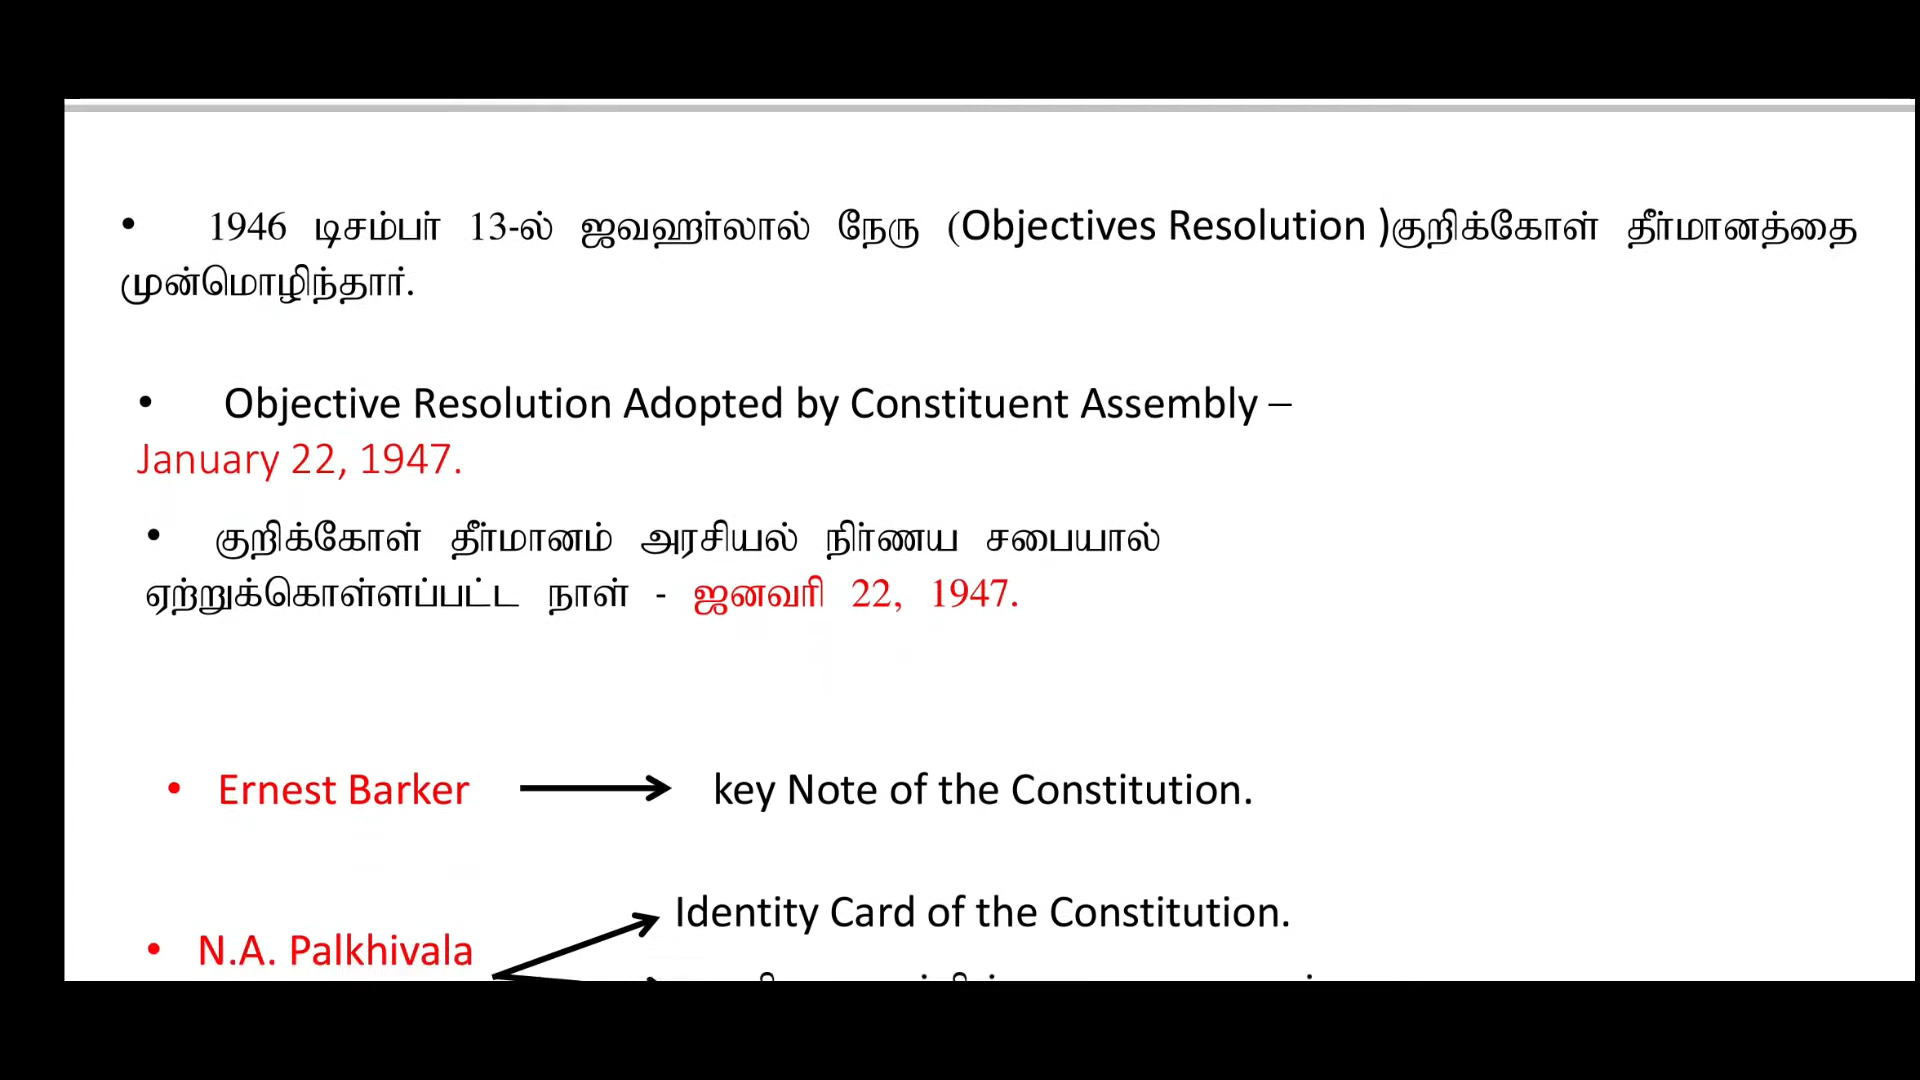 • 1946 டிசம்பர் 13-ல் ஜவஹர்லால் நேரு (Objectives Resolution )குறிக்கோள் தீர்மானத்தை
முன்மொழிந்தார்.
• Objective Resolution Adopted by Constituent Assembly –
January 22, 1947.
• குறிக்கோள் தீர்மானம் அரசியல் நிர்ணய சபையால்
ஏற்றுக்கொள்ளப்பட்ட நாள் - ஜனவரி 22, 1947.
• Ernest Barker → key Note of the Constitution.
Identity Card of the Constitution.
• N.A. Palkhivala